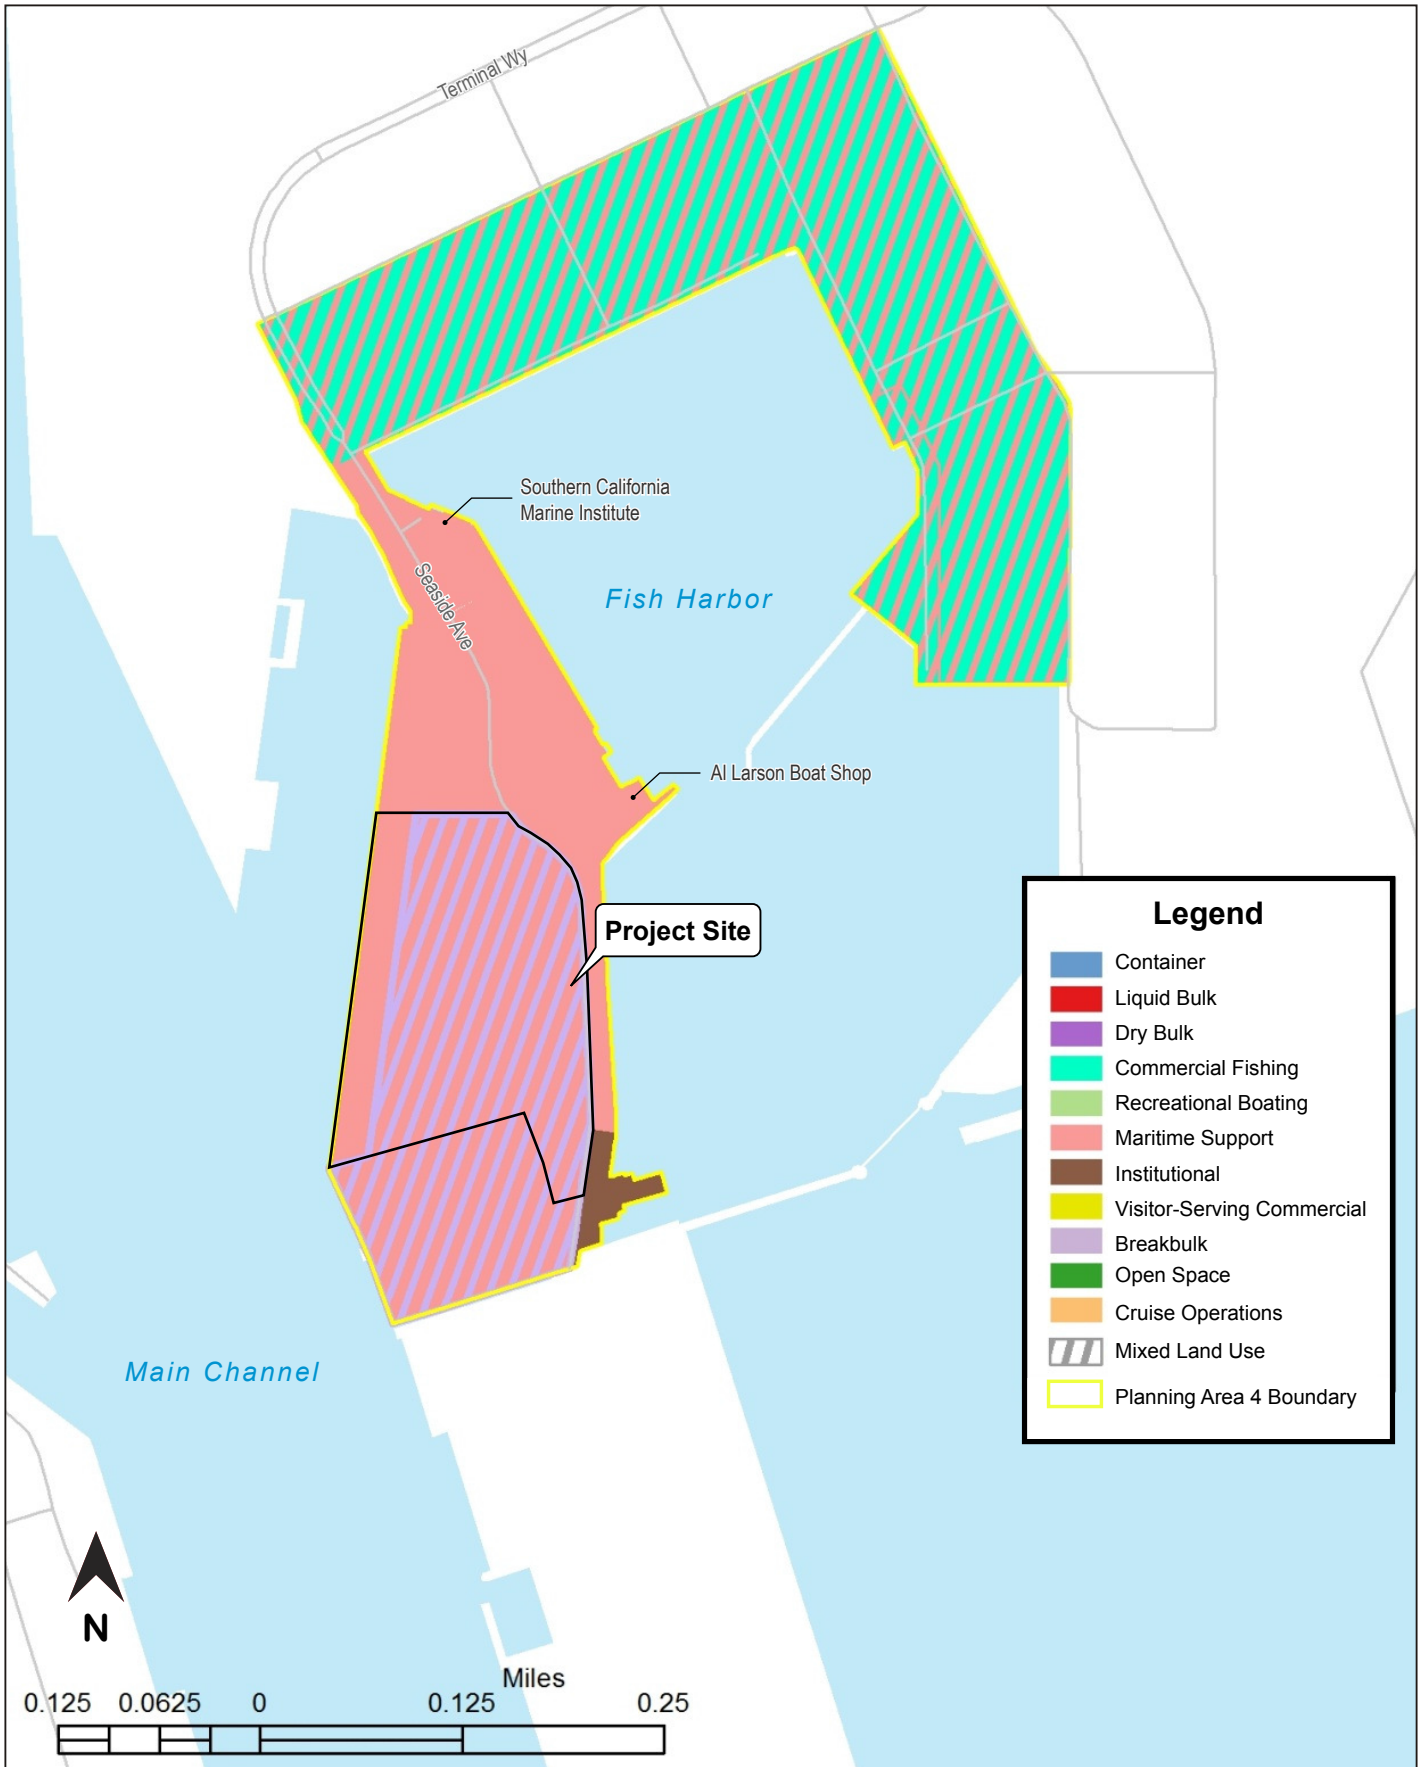 Terminal Wy
Southern California
Marine Institute
Seaside Ave
Fish Harbor
Al Larson Boat Shop
Project Site
Legend
Container
Liquid Bulk
Dry Bulk
Commercial Fishing
Recreational Boating
Maritime Support
Institutional
Visitor-Serving Commercial
Breakbulk
Open Space
Cruise Operations
Mixed Land Use
Planning Area 4 Boundary
Main Channel
N
Miles
0.125 0.0625 0 0.125 0.25